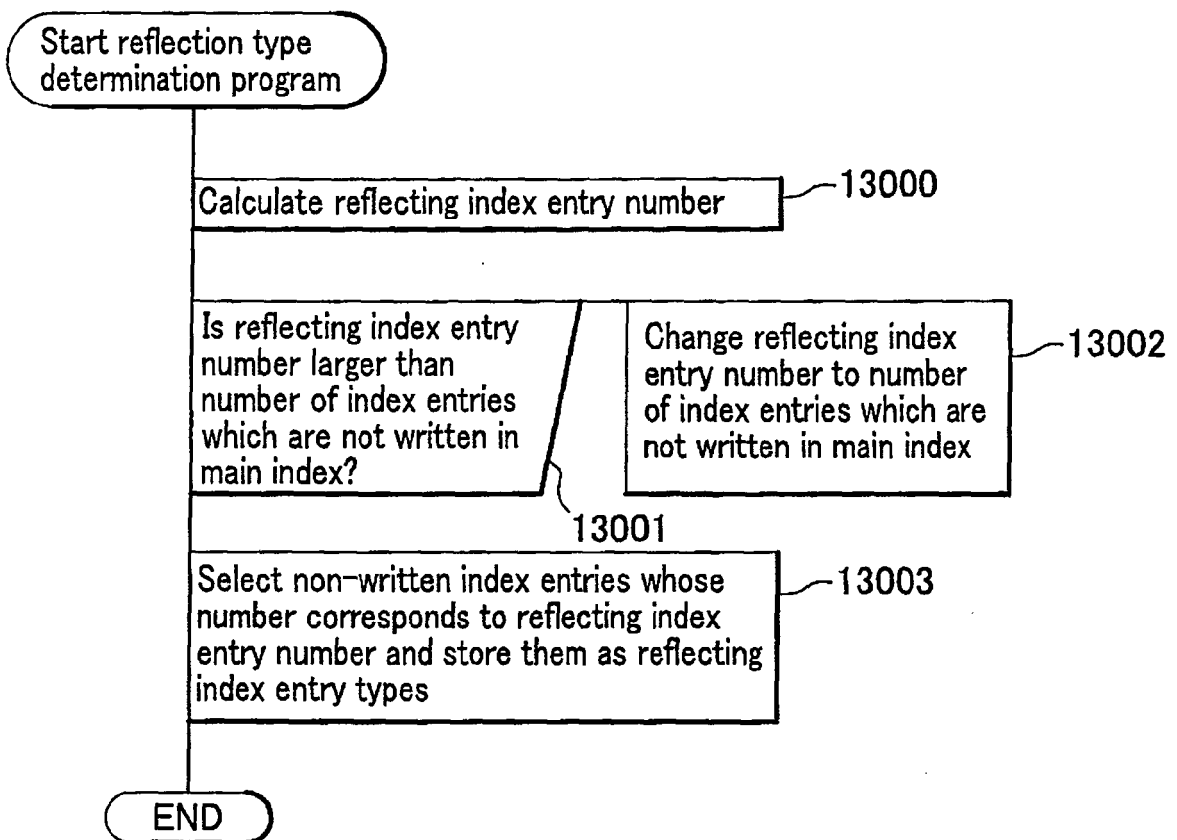 Start reflection type
determination program
Calculate reflecting index entry number
13000
Is reflecting index entry
number larger than
number of index entries
which are not written in
main index?
13001
Change reflecting index
entry number to number
of index entries which are
not written in main index
13002
Select non-written index entries whose
number corresponds to reflecting index
entry number and store them as reflecting
index entry types
13003
END